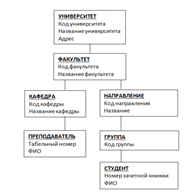 УНИВЕРСИТЕТ
Код университета
Название университета
Адрес
ФАКУЛЬТЕТ
Код факультета
Название факультета
КАФЕДРА
Код кафедры
Название кафедры
НАПРАВЛЕНИЕ
Код направления
Название
ПРЕПОДАВАТЕЛЬ
Табельный номер
ФИО
ГРУППА
Код группы
СТУДЕНТ
Номер зачетной книжки
ФИО